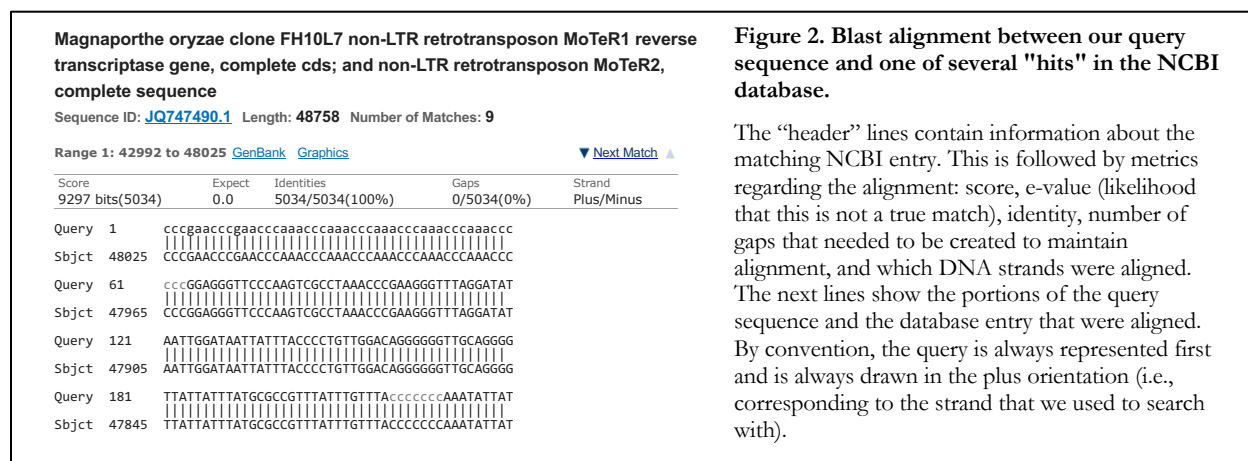 Magnaporthe oryzae clone FH10L7 non-LTR retrotransposon MoTeR1 reverse
transcriptase gene, complete cds; and non-LTR retrotransposon MoTeR2,
complete sequence
Sequence ID: JQ747490.1 Length: 48758 Number of Matches: 9
Range 1: 42992 to 48025 GenBank Graphics ▼ Next Match ▲
Score Expect Identities Gaps Strand
9297 bits(5034) 0.0 5034/5034(100%) 0/5034(0%) Plus/Minus
Query 1 cccgaacccgaacccaaacccaaacccaaacccaaacccaaaccc
||||||||||||||||||||||||||||||||||||||||||||||
Sbjct 48025 CCCGAACCCGAACCCAAACCCAAACCCAAACCCAAACCCAAACCC
Query 61 cccGGAGGGTTCCCAAGTCGCCTAAACCCGAAGGGTTTAGGATAT
||||||||||||||||||||||||||||||||||||||||||||||
Sbjct 47965 CCCGGAGGGTTCCCAAGTCGCCTAAACCCGAAGGGTTTAGGATAT
Query 121 AATTGGATAATTATTTACCCCTGTTGGACAGGGGGGTTGCAGGGG
||||||||||||||||||||||||||||||||||||||||||||||
Sbjct 47905 AATTGGATAATTATTTACCCCTGTTGGACAGGGGGGTTGCAGGGG
Query 181 TTATTATTTATGCGCCGTTTATTTGTTTAcccccccAAATATTAT
||||||||||||||||||||||||||||||||||||||||||||||
Sbjct 47845 TTATTATTTATGCGCCGTTTATTTGTTTACCCCCCCAAATATTAT
Figure 2. Blast alignment between our query
sequence and one of several "hits" in the NCBI
database.
The “header” lines contain information about the
matching NCBI entry. This is followed by metrics
regarding the alignment: score, e-value (likelihood
that this is not a true match), identity, number of
gaps that needed to be created to maintain
alignment, and which DNA strands were aligned.
The next lines show the portions of the query
sequence and the database entry that were aligned.
By convention, the query is always represented first
and is always drawn in the plus orientation (i.e.,
corresponding to the strand that we used to search
with).